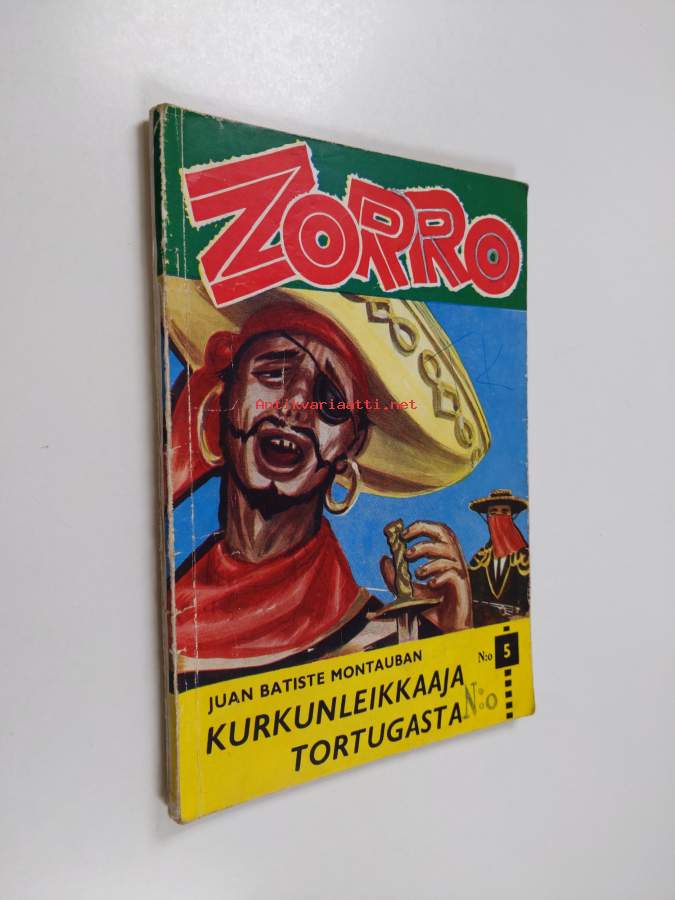 ZORRO
Antikvariaatti.net
JUAN BATISTE MONTAUBAN
N:o 5
KURKUNLEIKKAAJA
TORTUGASTA
N:o